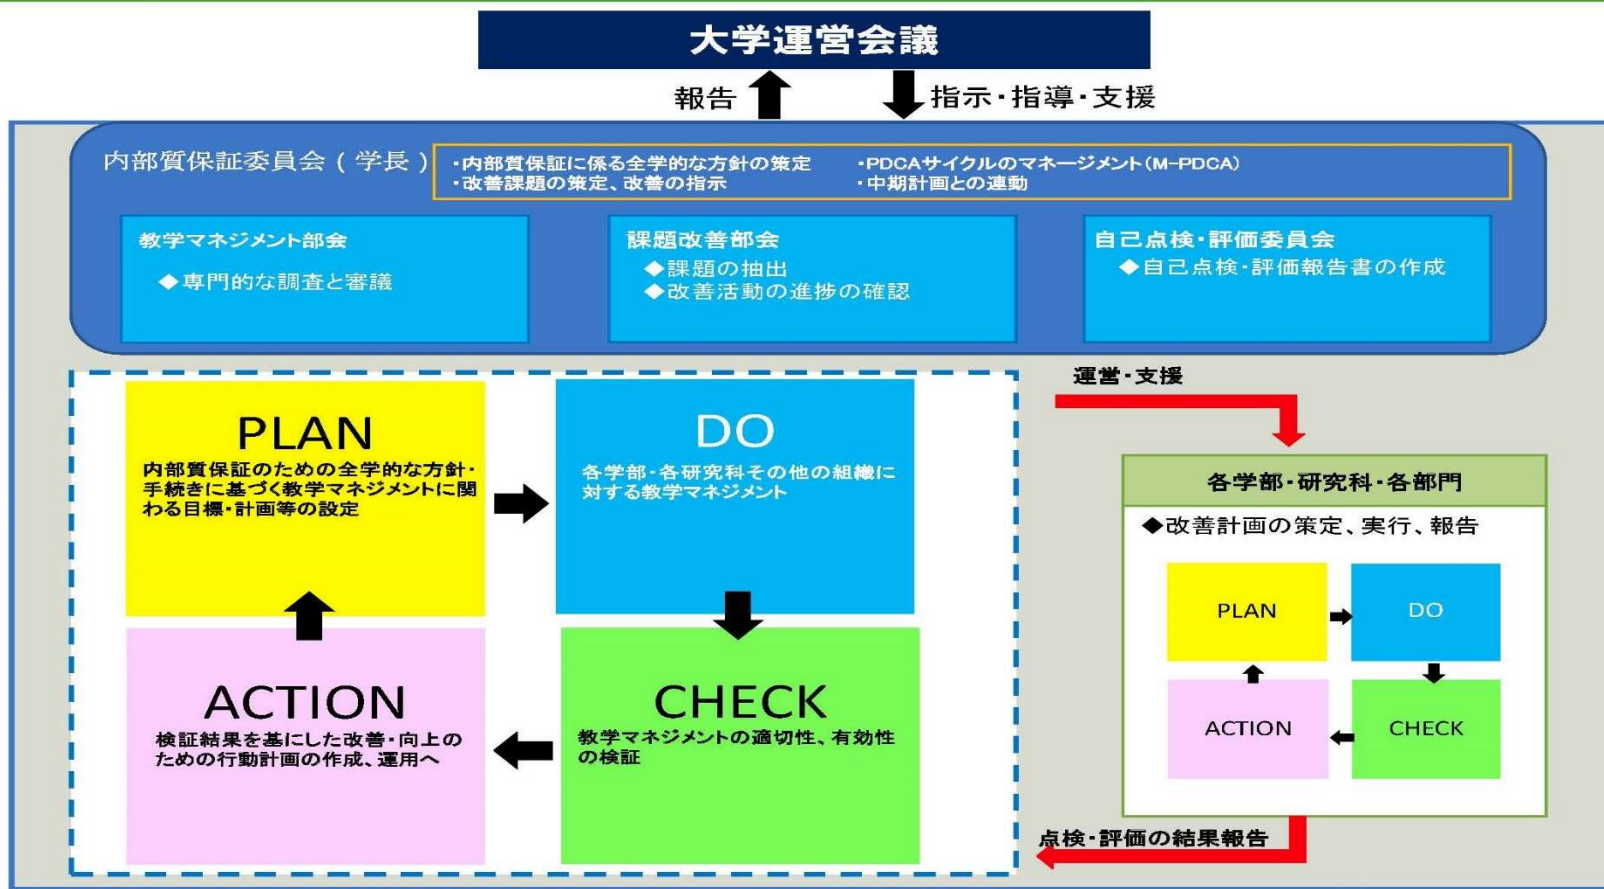 大学運営会議
報告
指示・指導・支援
内部質保証委員会(学長)
・内部質保証に係る全学的な方針の策定
・PDCAサイクルのマネージメント(M-PDCA)
・改善課題の策定、改善の指示
・中期計画との連動
教学マネジメント部会
◆専門的な調査と審議
課題改善部会
◆課題の抽出
◆改善活動の進捗の確認
自己点検・評価委員会
◆自己点検・評価報告書の作成
PLAN
内部質保証のための全学的な方針・
手続きに基づく教学マネジメントに関
わる目標・計画等の設定
DO
各学部・各研究科その他の組織に
対する教学マネジメント
ACTION
検証結果を基にした改善・向上の
ための行動計画の作成、運用へ
CHECK
教学マネジメントの適切性、有効性
の検証
運営・支援
各学部・研究科・各部門
◆改善計画の策定、実行、報告
PLAN
DO
ACTION
CHECK
点検・評価の結果報告